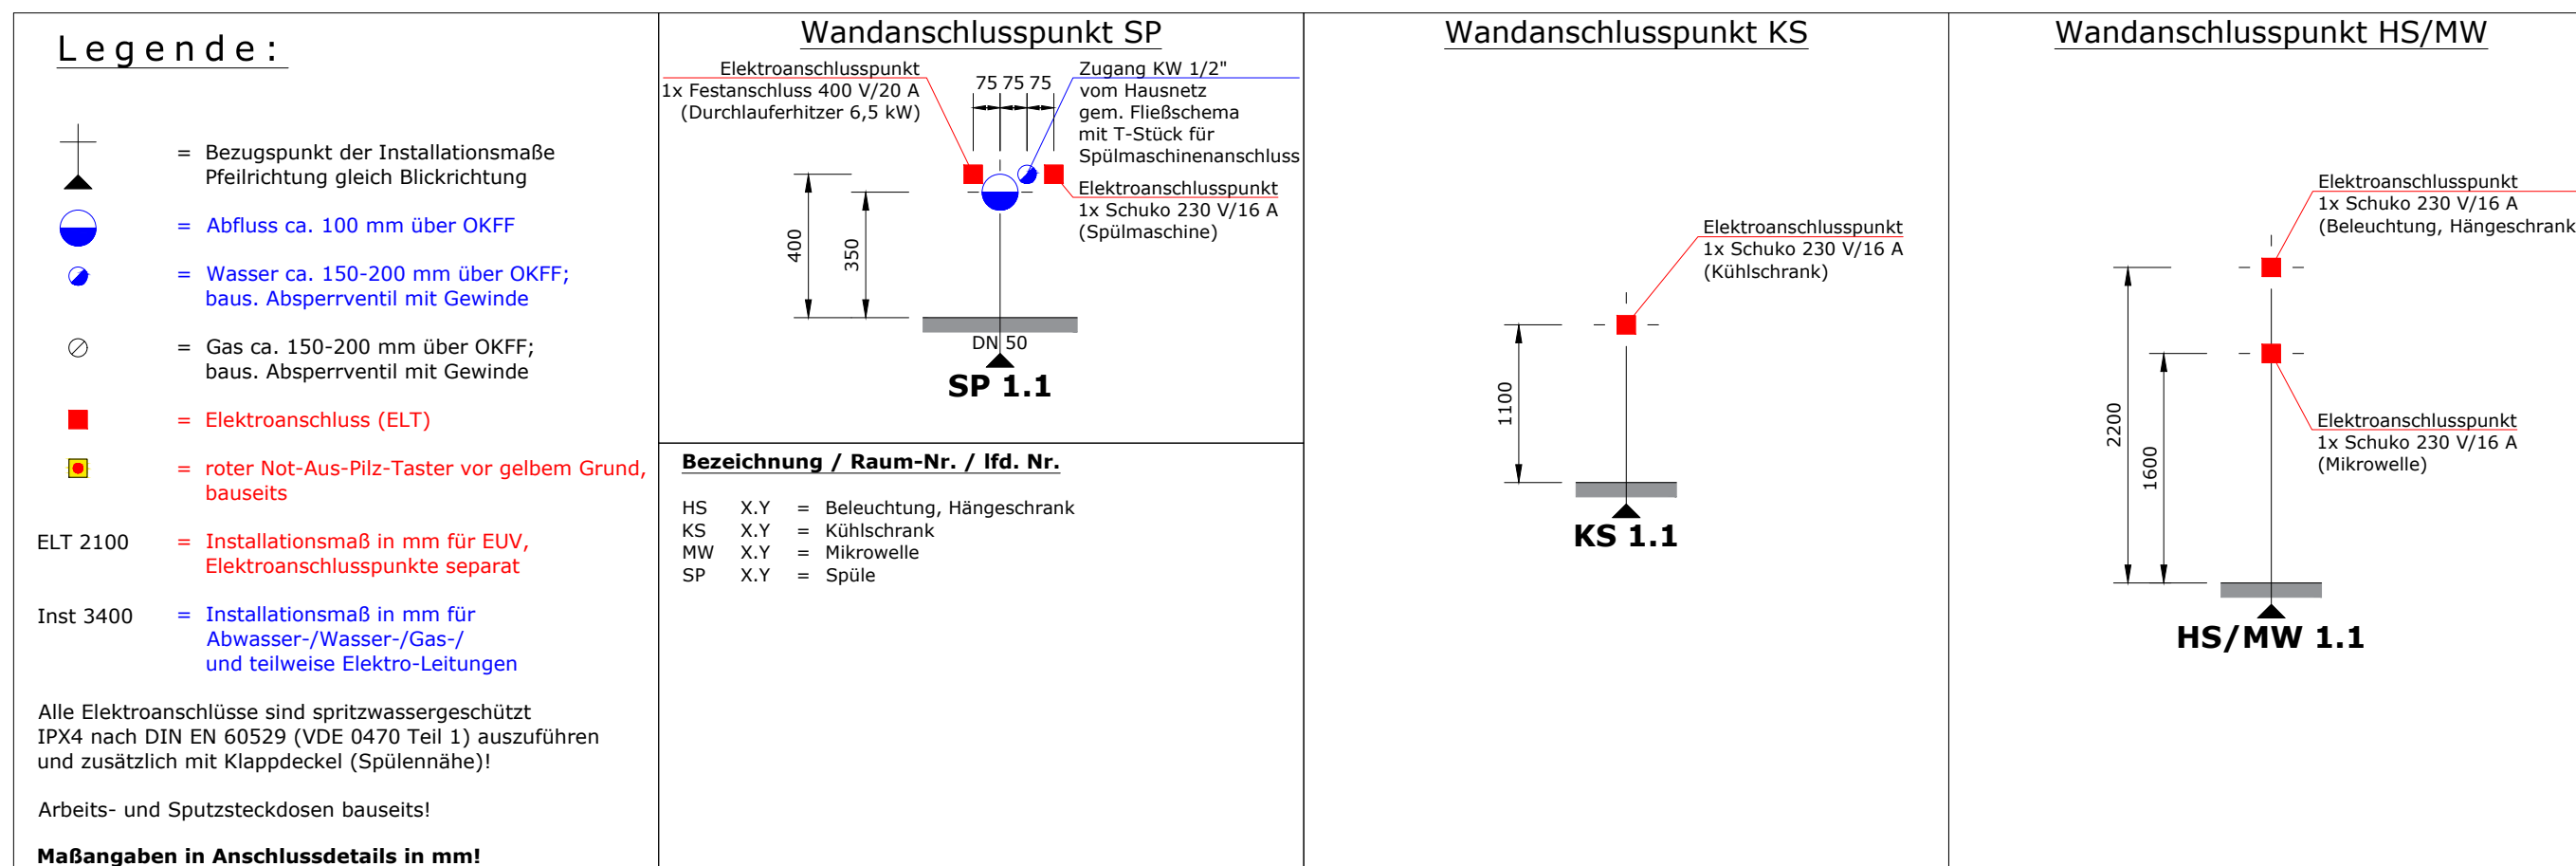 Legende:
= Bezugspunkt der Installationsmaße
Pfeilrichtung gleich Blickrichtung
= Abfluss ca. 100 mm über OKFF
= Wasser ca. 150-200 mm über OKFF;
baus. Absperrventil mit Gewinde
= Gas ca. 150-200 mm über OKFF;
baus. Absperrventil mit Gewinde
= Elektroanschluss (ELT)
= roter Not-Aus-Pilz-Taster vor gelbem Grund,
bauseits
ELT 2100 = Installationsmaß in mm für EUV,
Elektroanschlusspunkte separat
Inst 3400 = Installationsmaß in mm für
Abwasser-/Wasser-/Gas-/
und teilweise Elektro-Leitungen
Alle Elektroanschlüsse sind spritzwassergeschützt
IPX4 nach DIN EN 60529 (VDE 0470 Teil 1) auszuführen
und zusätzlich mit Klappdeckel (Spülennähe)!
Arbeits- und Sputzsteckdosen bauseits!
Maßangaben in Anschlussdetails in mm!
Wandanschlusspunkt SP
Elektroanschlusspunkt
1x Festanschluss 400 V/20 A
(Durchlauferhitzer 6,5 kW)
75 75 75
Zugang KW 1/2"
vom Hausnetz
gem. Fließschema
mit T-Stück für
Spülmaschinenanschluss
Elektroanschlusspunkt
1x Schuko 230 V/16 A
(Spülmaschine)
400
350
DN 50
SP 1.1
Bezeichnung / Raum-Nr. / lfd. Nr.
HS X.Y = Beleuchtung, Hängeschrank
KS X.Y = Kühlschrank
MW X.Y = Mikrowelle
SP X.Y = Spüle
Wandanschlusspunkt KS
Elektroanschlusspunkt
1x Schuko 230 V/16 A
(Kühlschrank)
1100
KS 1.1
Wandanschlusspunkt HS/MW
Elektroanschlusspunkt
1x Schuko 230 V/16 A
(Beleuchtung, Hängeschrank
2200
1600
Elektroanschlusspunkt
1x Schuko 230 V/16 A
(Mikrowelle)
HS/MW 1.1